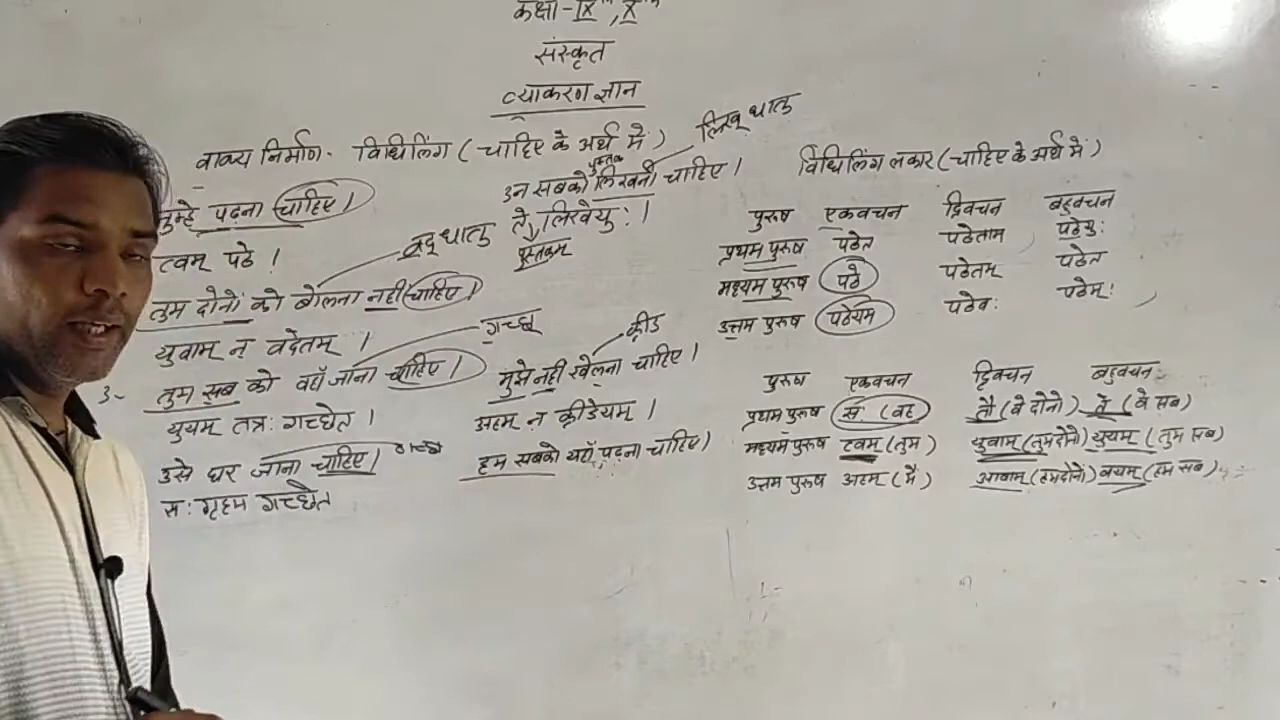 कक्षा-IX, X
संस्कृत
व्याकरण ज्ञान
वाक्य निर्माण- विधिलिंग (चाहिए के अर्थ में)
लिख् धातु
तुम्हे पढ़ना चाहिए।
त्वम् पठे।
वद् धातु
तुम दोनों को बोलना नहीं चाहिए।
युवाम् न वदेतम्।
गच्छ्
3- तुम सब को वहाँ जाना चाहिए।
युयम् तत्र: गच्छेत।
उसे घर जाना चाहिए।
गच्छ
स: गृहम गच्छेत
पुस्तक
उन सबको लिखनी चाहिए।
ते लिखेयु:।
पुस्तकम्
क्रीड
मुझे नहीं खेलना चाहिए।
अहम् न क्रीडेयम्।
हम सबको यहाँ पढ़ना चाहिए।
विधिलिंग लकार (चाहिए के अर्थ में)
पुरुष एकवचन द्विवचन बहुवचन
प्रथम पुरुष पठेत पठेताम पठेयु:
मध्यम पुरुष पठे पठेतम् पठेत
उत्तम पुरुष पठेयम पठेव: पठेम्:
पुरुष एकवचन द्विवचन बहुवचन
प्रथम पुरुष स: (वह) तौ (वे दोनो) ते (वे सब)
मध्यम पुरुष त्वम् (तुम) युवाम् (तुम दोनो) युयम् (तुम सब)
उत्तम पुरुष अहम् (मैं) आवाम् (हम दोनो) वयम् (हम सब)